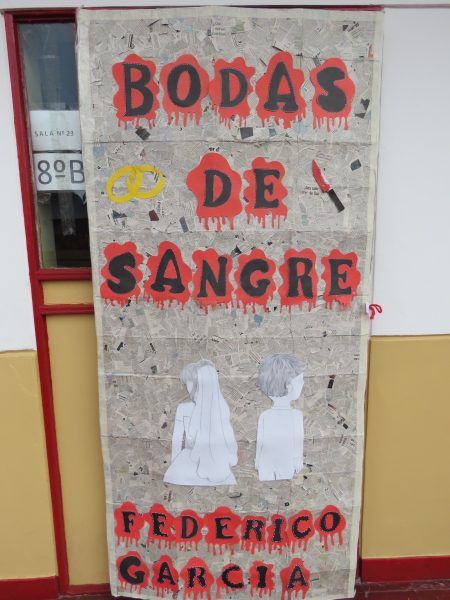 BODAS
SALA Nº 23
8ºB
DE
SANGRE
FEDERICO
GARCIA